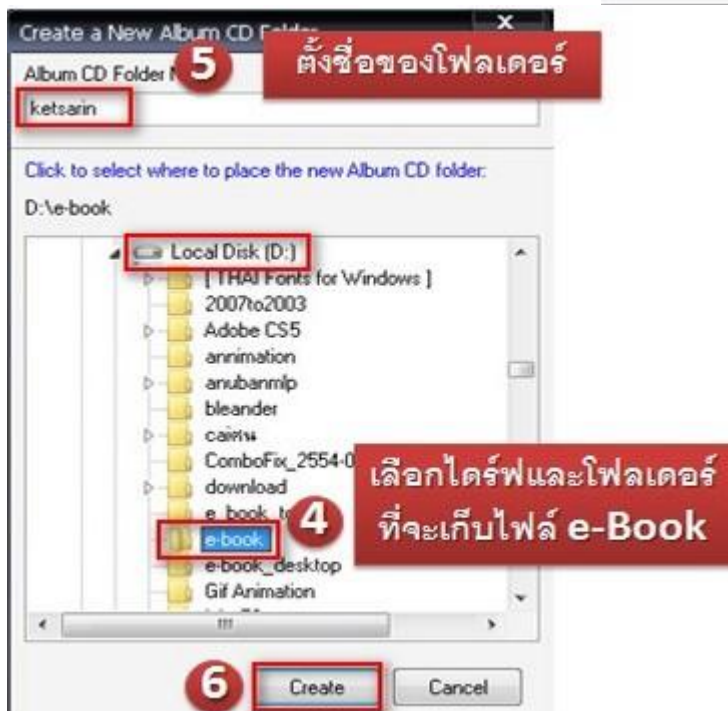 Create a New Album CD Folder
5
ตั้งชื่อของโฟลเดอร์
Album CD Folder
ketsarin
Click to select where to place the new Album CD folder:
D:\e-book
Local Disk (D:)
[ THAI Fonts for Windows ]
2007to2003
Adobe CS5
annimation
anubanmlp
bleander
ComboFix_2554-0
download
e_book_
e-book
e-book_desktop
Gif Animation
4
เลือกไดร์ฟและโฟลเดอร์
ที่จะเก็บไฟล์ e-Book
6
Create
Cancel